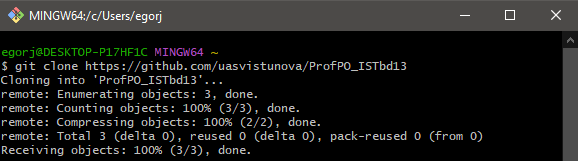 MINGW64:/c/Users/egorj
egorj@DESKTOP-P17HF1C MINGW64 ~
$ git clone https://github.com/uasvistunova/ProfPO_ISTbd13
Cloning into 'ProfPO_ISTbd13'...
remote: Enumerating objects: 3, done.
remote: Counting objects: 100% (3/3), done.
remote: Compressing objects: 100% (2/2), done.
remote: Total 3 (delta 0), reused 0 (delta 0), pack-reused 0 (from 0)
Receiving objects: 100% (3/3), done.